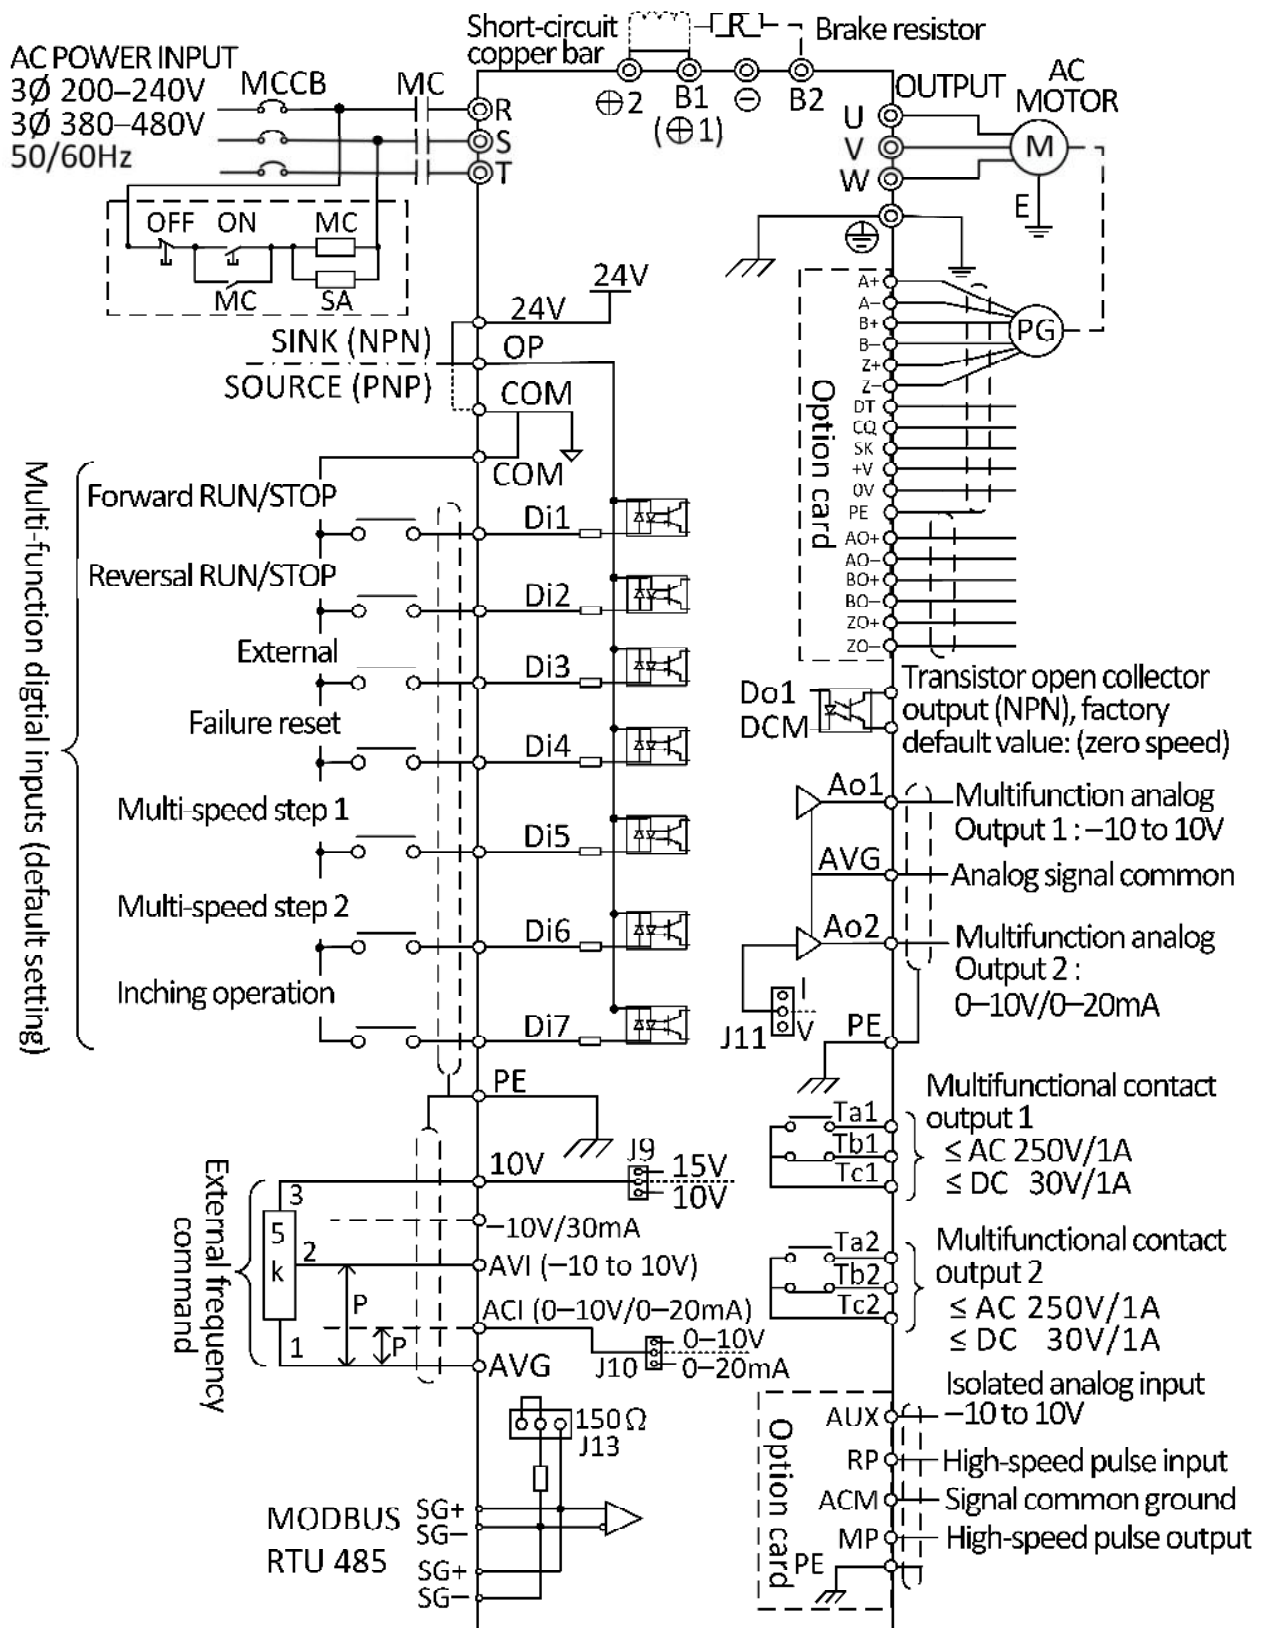 Short-circuit
copper bar
R
Brake resistor
AC POWER INPUT
3Ø 200–240V
3Ø 380–480V
50/60Hz
MCCB
MC
R
S
T
⊕2
B1
(⊕1)
⊖
B2
OUTPUT
AC
MOTOR
U
V
W
M
E
OFF
ON
MC
MC
SA
24V
24V
SINK (NPN)
OP
SOURCE (PNP)
COM
COM
A+
A–
B+
B–
Z+
Z–
DT
CQ
SK
+V
0V
PE
AO+
AO–
BO+
BO–
ZO+
ZO–
PG
Option card
Multi-function digtial inputs (default setting)
Forward RUN/STOP
Di1
Reversal RUN/STOP
Di2
External
Di3
Failure reset
Di4
Multi-speed step 1
Di5
Multi-speed step 2
Di6
Inching operation
Di7
PE
Do1
DCM
Transistor open collector
output (NPN), factory
default value: (zero speed)
Ao1
Multifunction analog
Output 1 : –10 to 10V
AVG
Analog signal common
Ao2
Multifunction analog
Output 2 :
0–10V/0–20mA
I
V
J11
PE
Multifunctional contact
output 1
≤ AC 250V/1A
≤ DC 30V/1A
Ta1
Tb1
Tc1
Multifunctional contact
output 2
≤ AC 250V/1A
≤ DC 30V/1A
Ta2
Tb2
Tc2
External frequency
command
3
5
k
2
1
P
P
10V
J9
15V
10V
–10V/30mA
AVI (–10 to 10V)
ACI (0–10V/0–20mA)
J10
0–10V
0–20mA
AVG
150Ω
J13
MODBUS
RTU 485
SG+
SG–
SG+
SG–
Option card
Isolated analog input
AUX
–10 to 10V
RP
High-speed pulse input
ACM
Signal common ground
MP
High-speed pulse output
PE